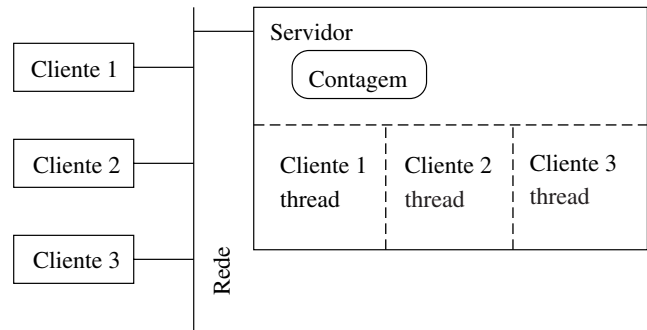 Servidor
Contagem
Cliente 1
Cliente 2
Cliente 3
Rede
Cliente 1
thread
Cliente 2
thread
Cliente 3
thread